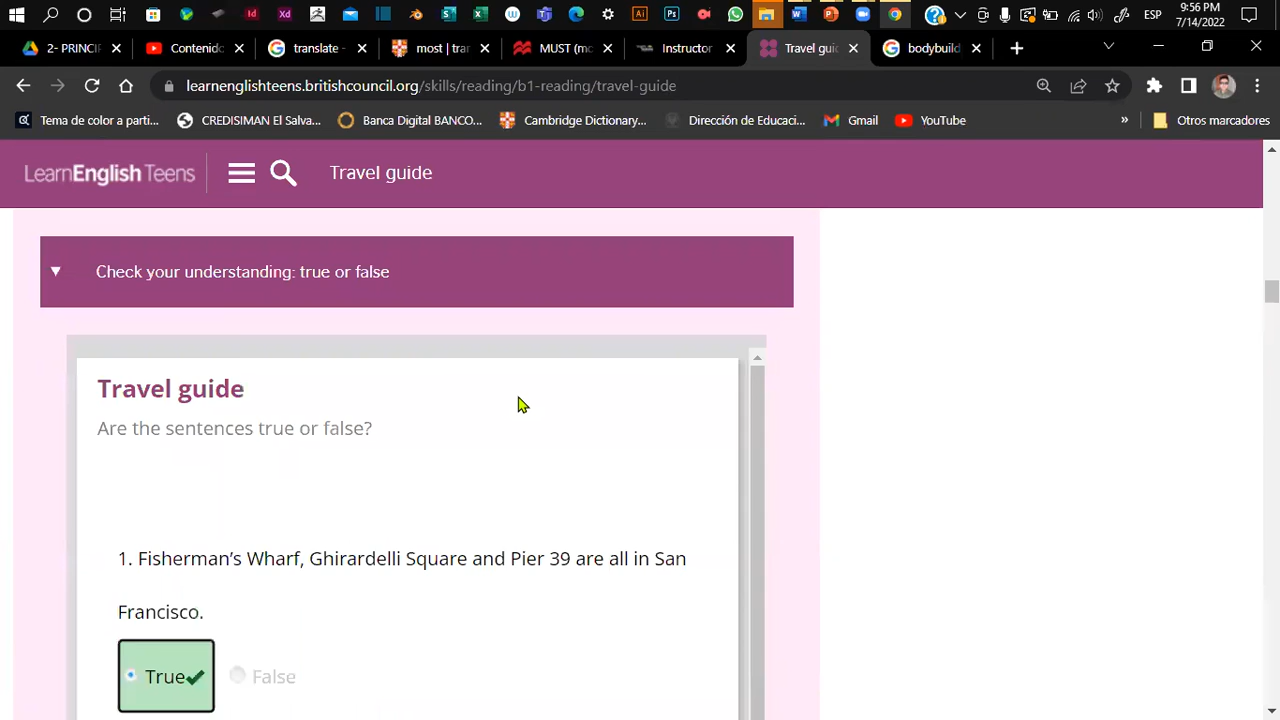 9:56 PM
ESP
7/14/2022
2-PRINCIP
Contenido
translate -
most | tran
MUST (mo
Instructor
Travel guid
bodybuild
learnenglishteens.britishcouncil.org/skills/reading/b1-reading/travel-guide
Tema de color a parti...
CREDISIMAN El Salva...
Banca Digital BANCO...
Cambridge Dictionary...
Dirección de Educaci...
Gmail
YouTube
»
Otros marcadores
LearnEnglish Teens
Travel guide
Check your understanding: true or false
Travel guide
Are the sentences true or false?
1. Fisherman's Wharf, Ghirardelli Square and Pier 39 are all in San
Francisco.
True
False